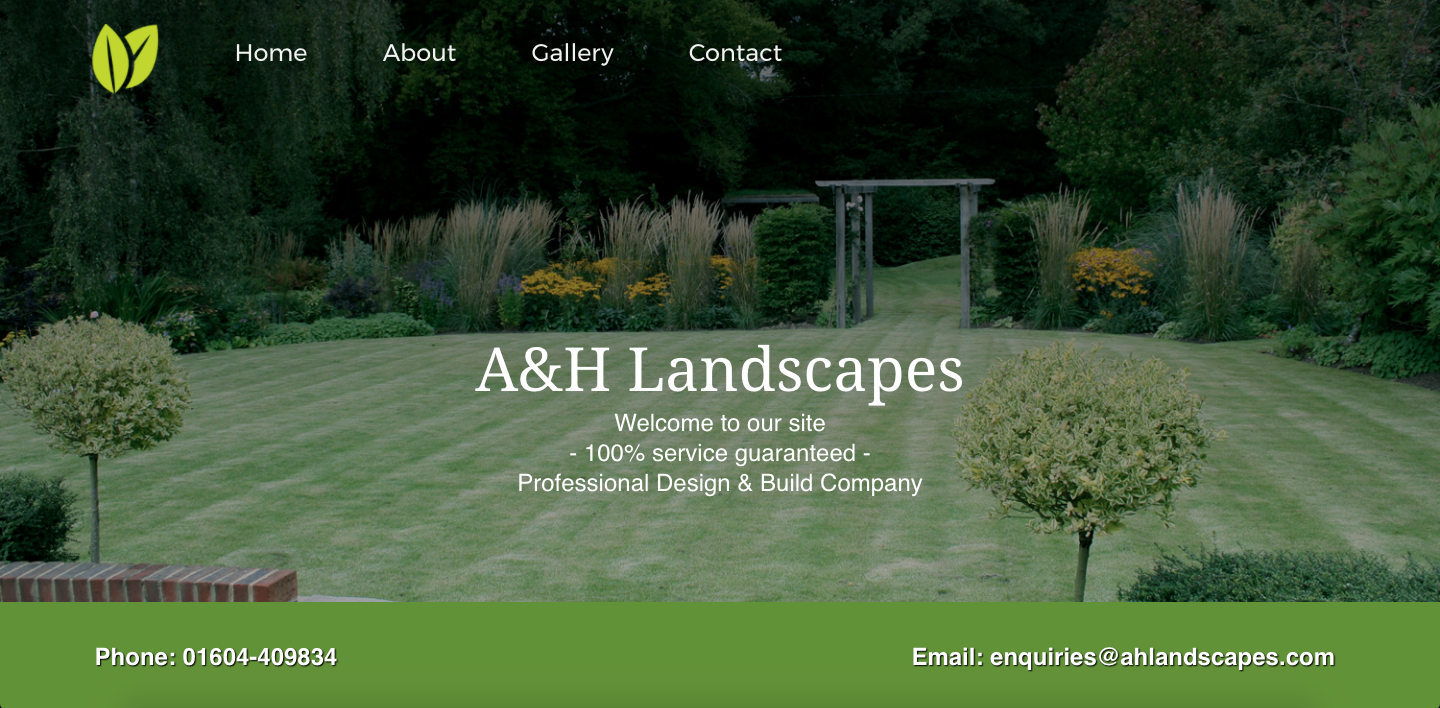 Home About Gallery Contact
A&H Landscapes
Welcome to our site
- 100% service guaranteed -
Professional Design & Build Company
Phone: 01604-409834 Email: enquiries@ahlandscapes.com